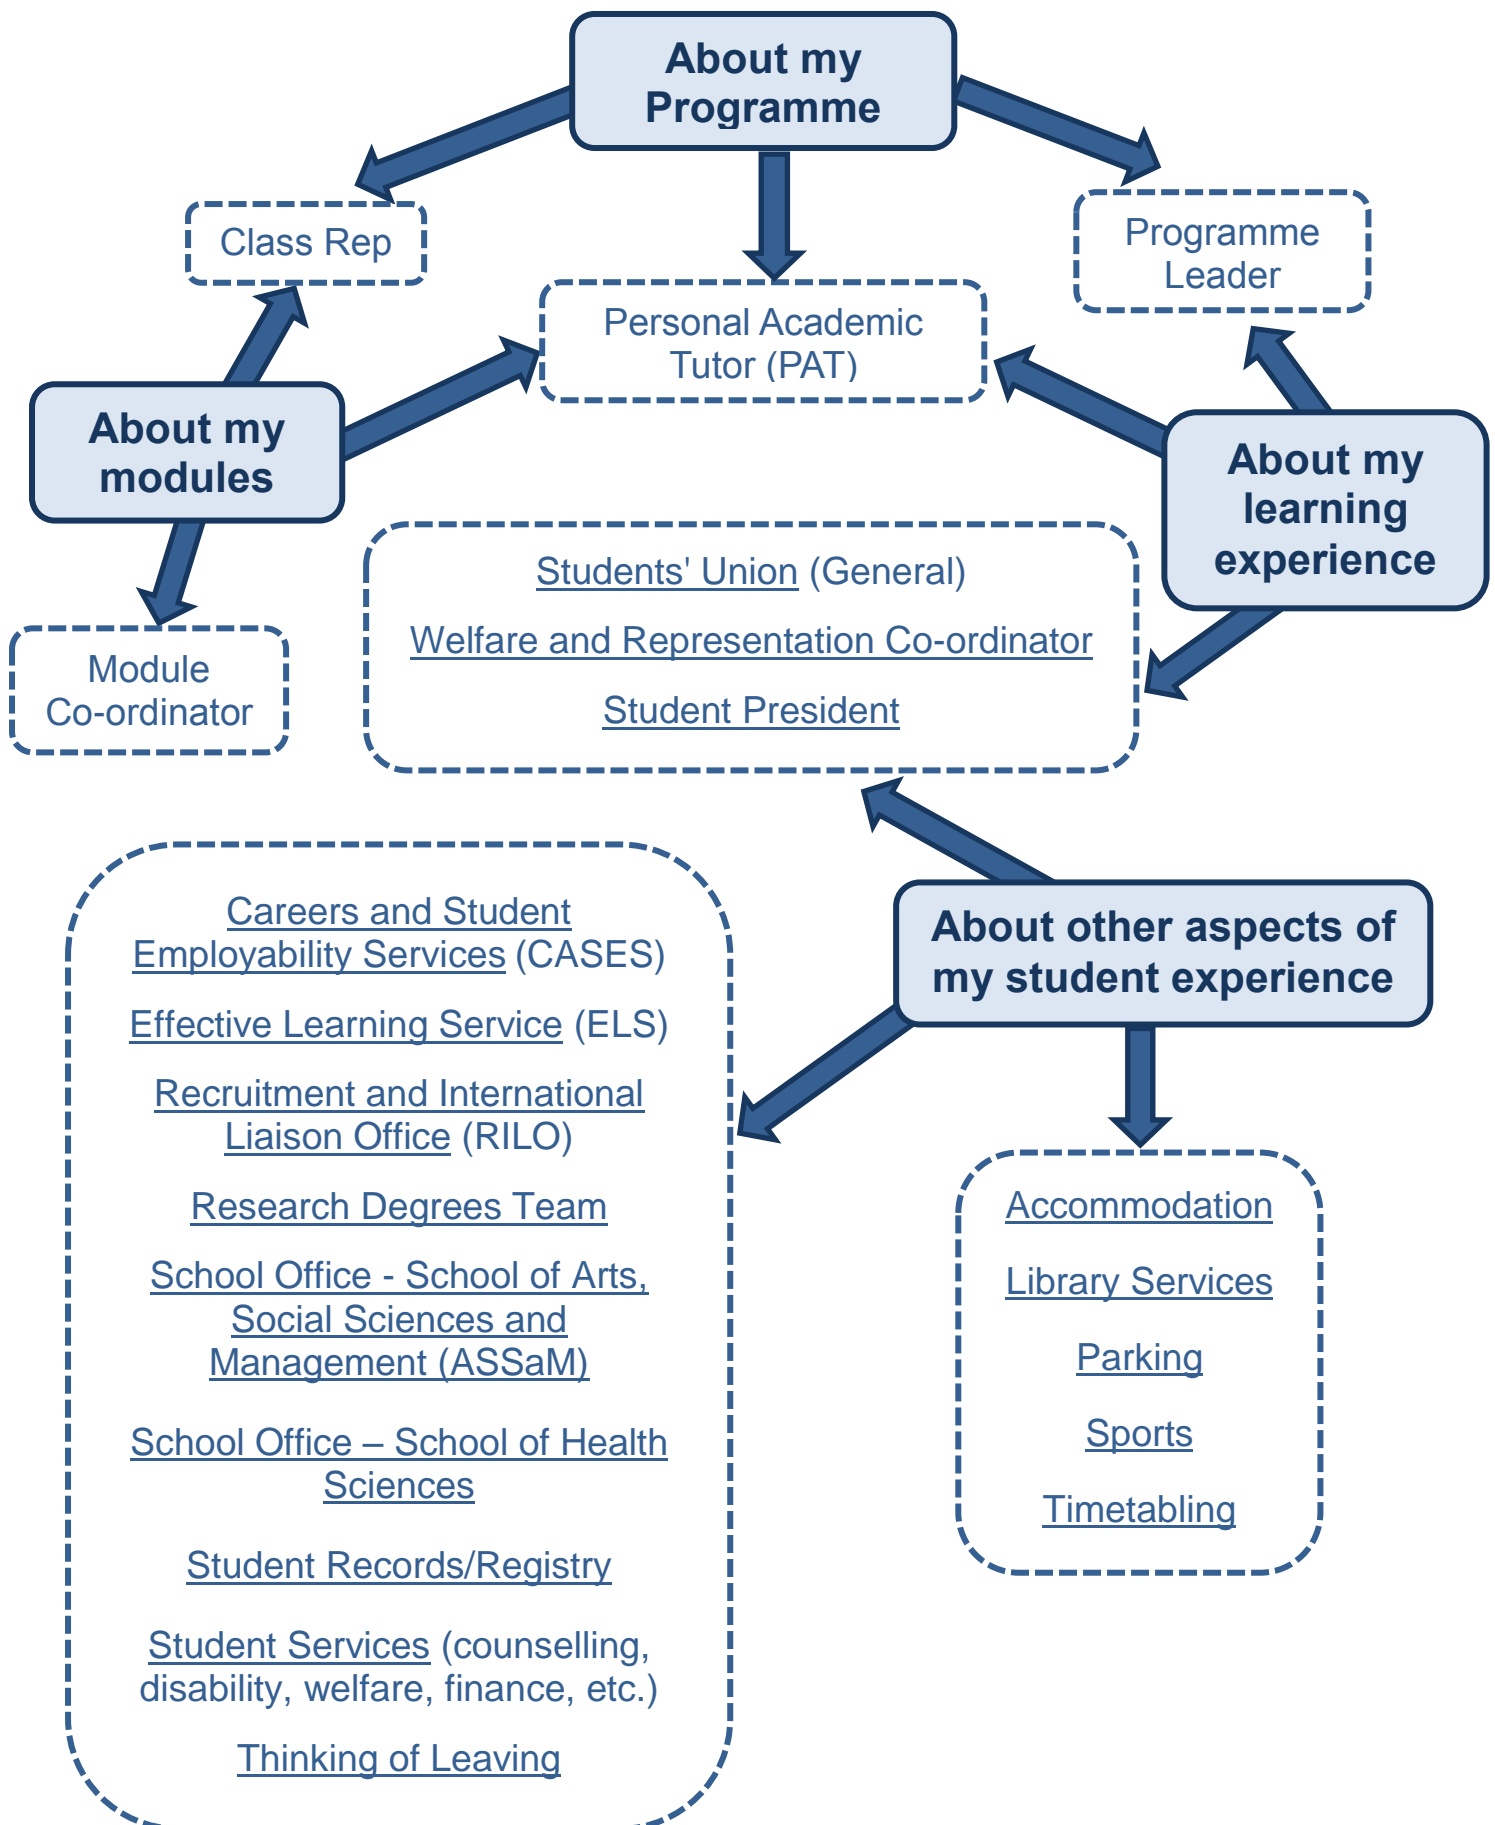 About my
Programme
Class Rep
Programme
Leader
Personal Academic
Tutor (PAT)
About my
modules
About my
learning
experience
Students' Union (General)
Welfare and Representation Co-ordinator
Student President
Module
Co-ordinator
About other aspects of
my student experience
Careers and Student
Employability Services (CASES)
Effective Learning Service (ELS)
Recruitment and International
Liaison Office (RILO)
Research Degrees Team
School Office - School of Arts,
Social Sciences and
Management (ASSaM)
School Office – School of Health
Sciences
Student Records/Registry
Student Services (counselling,
disability, welfare, finance, etc.)
Thinking of Leaving
Accommodation
Library Services
Parking
Sports
Timetabling